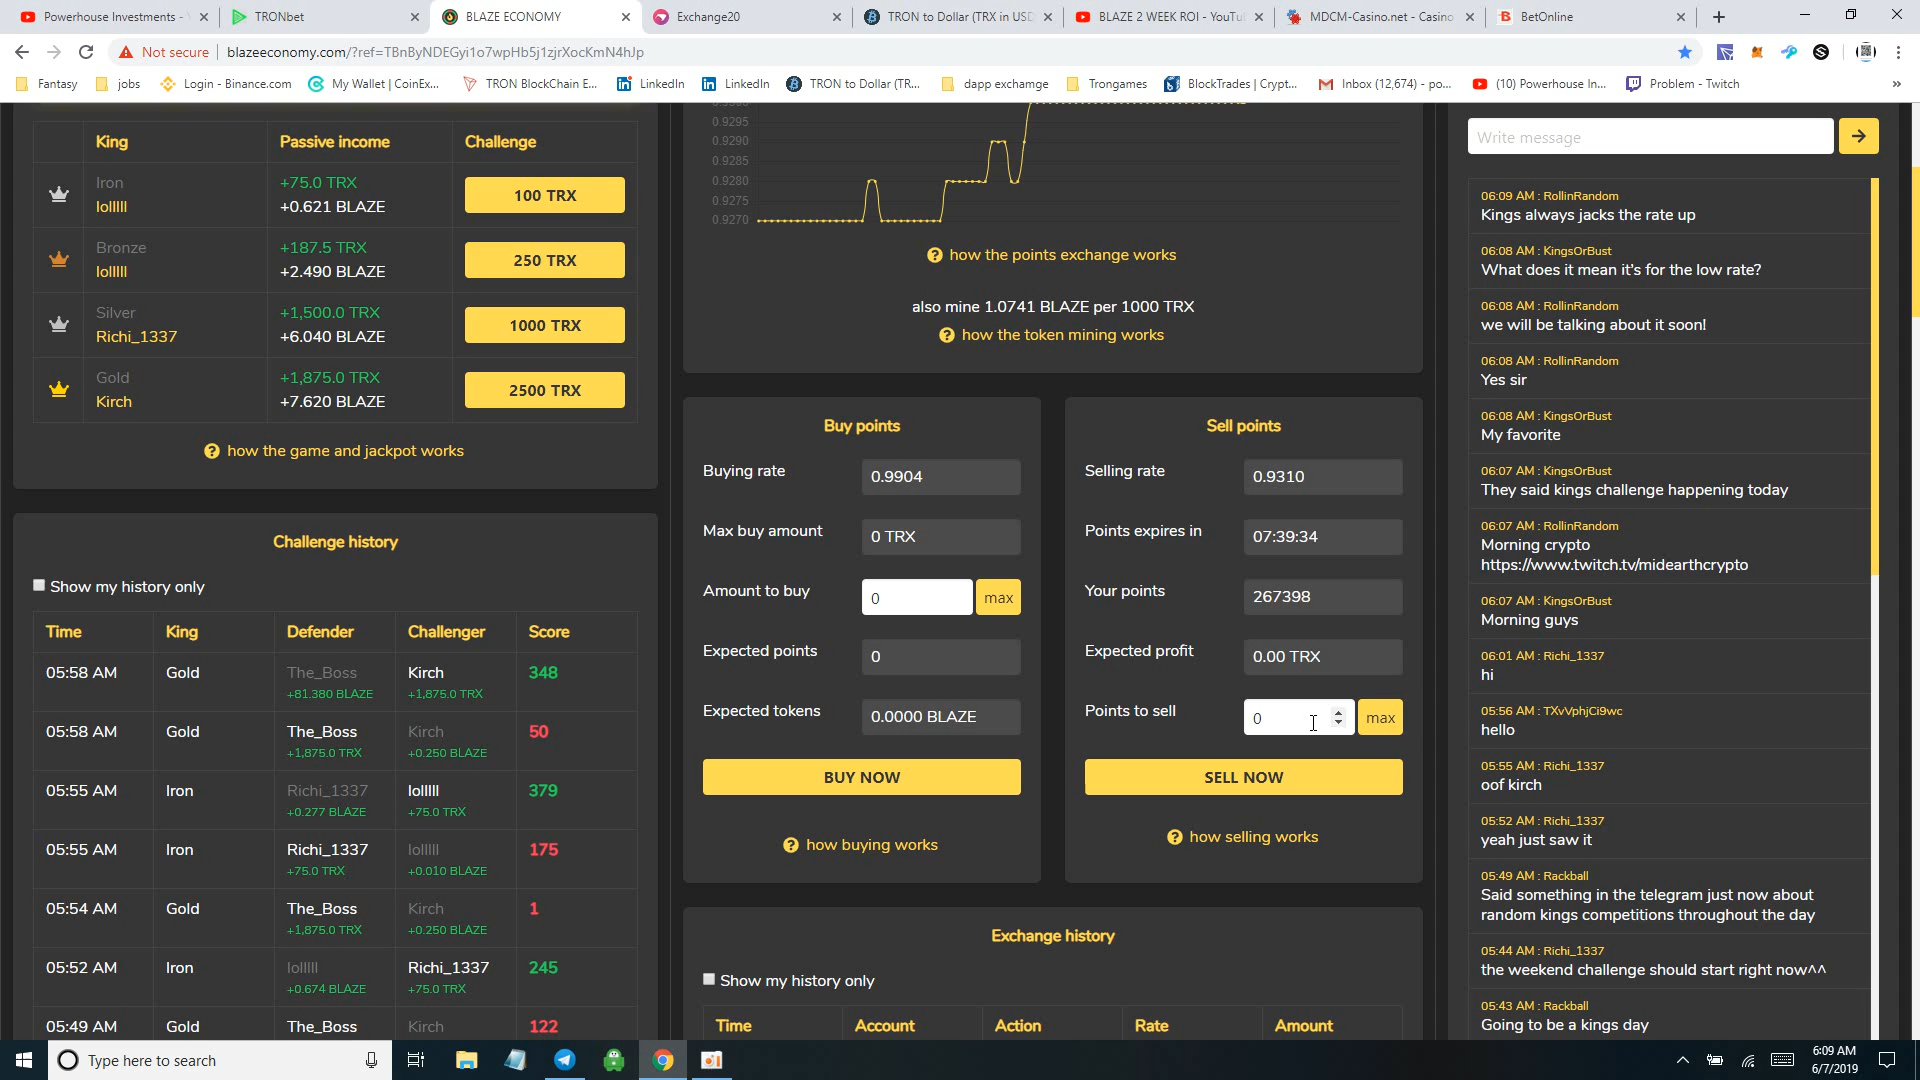 Powerhouse Investments -
TRONbet
BLAZE ECONOMY
Exchange20
TRON to Dollar (TRX in USD
BLAZE 2 WEEK ROI - YouTu
MDCM-Casino.net - Casino
BetOnline
Not secure
blazeeconomy.com/?ref=TBnByNDEGyi1o7wpHb5j1zjrXocKmN4hJp
Fantasy
jobs
Login - Binance.com
My Wallet | CoinEx...
TRON BlockChain E...
LinkedIn
LinkedIn
TRON to Dollar (TR...
dapp exchamge
Trongames
BlockTrades | Crypt...
Inbox (12,674) - po...
(10) Powerhouse In...
Problem - Twitch
King Passive income Challenge
Iron +75.0 TRX 100 TRX
lolllll +0.621 BLAZE
Bronze +187.5 TRX 250 TRX
lolllll +2.490 BLAZE
Silver +1,500.0 TRX 1000 TRX
Richi_1337 +6.040 BLAZE
Gold +1,875.0 TRX 2500 TRX
Kirch +7.620 BLAZE
how the game and jackpot works
Challenge history
Show my history only
Time King Defender Challenger Score
05:58 AM Gold The_Boss Kirch 348
+81.380 BLAZE +1,875.0 TRX
05:58 AM Gold The_Boss Kirch 50
+1,875.0 TRX +0.250 BLAZE
05:55 AM Iron Richi_1337 lolllll 379
+0.277 BLAZE +75.0 TRX
05:55 AM Iron Richi_1337 lolllll 175
+75.0 TRX +0.010 BLAZE
05:54 AM Gold The_Boss Kirch 1
+1,875.0 TRX +0.250 BLAZE
05:52 AM Iron lolllll Richi_1337 245
+0.674 BLAZE +75.0 TRX
05:49 AM Gold The_Boss Kirch 122
0.9295
0.9290
0.9285
0.9280
0.9275
0.9270
how the points exchange works
also mine 1.0741 BLAZE per 1000 TRX
how the token mining works
Buy points
Buying rate 0.9904
Max buy amount 0 TRX
Amount to buy 0 max
Expected points 0
Expected tokens 0.0000 BLAZE
BUY NOW
how buying works
Sell points
Selling rate 0.9310
Points expires in 07:39:34
Your points 267398
Expected profit 0.00 TRX
Points to sell 0 max
SELL NOW
how selling works
Exchange history
Show my history only
Time Account Action Rate Amount
Write message
06:09 AM : RollinRandom
Kings always jacks the rate up
06:08 AM : KingsOrBust
What does it mean it's for the low rate?
06:08 AM : RollinRandom
we will be talking about it soon!
06:08 AM : RollinRandom
Yes sir
06:08 AM : KingsOrBust
My favorite
06:07 AM : KingsOrBust
They said kings challenge happening today
06:07 AM : RollinRandom
Morning crypto
https://www.twitch.tv/midearthcrypto
06:07 AM : KingsOrBust
Morning guys
06:01 AM : Richi_1337
hi
05:56 AM : TXvVphjCi9wc
hello
05:55 AM : Richi_1337
oof kirch
05:52 AM : Richi_1337
yeah just saw it
05:49 AM : Rackball
Said something in the telegram just now about
random kings competitions throughout the day
05:44 AM : Richi_1337
the weekend challenge should start right now^^
05:43 AM : Rackball
Going to be a kings day
Type here to search
6:09 AM
6/7/2019